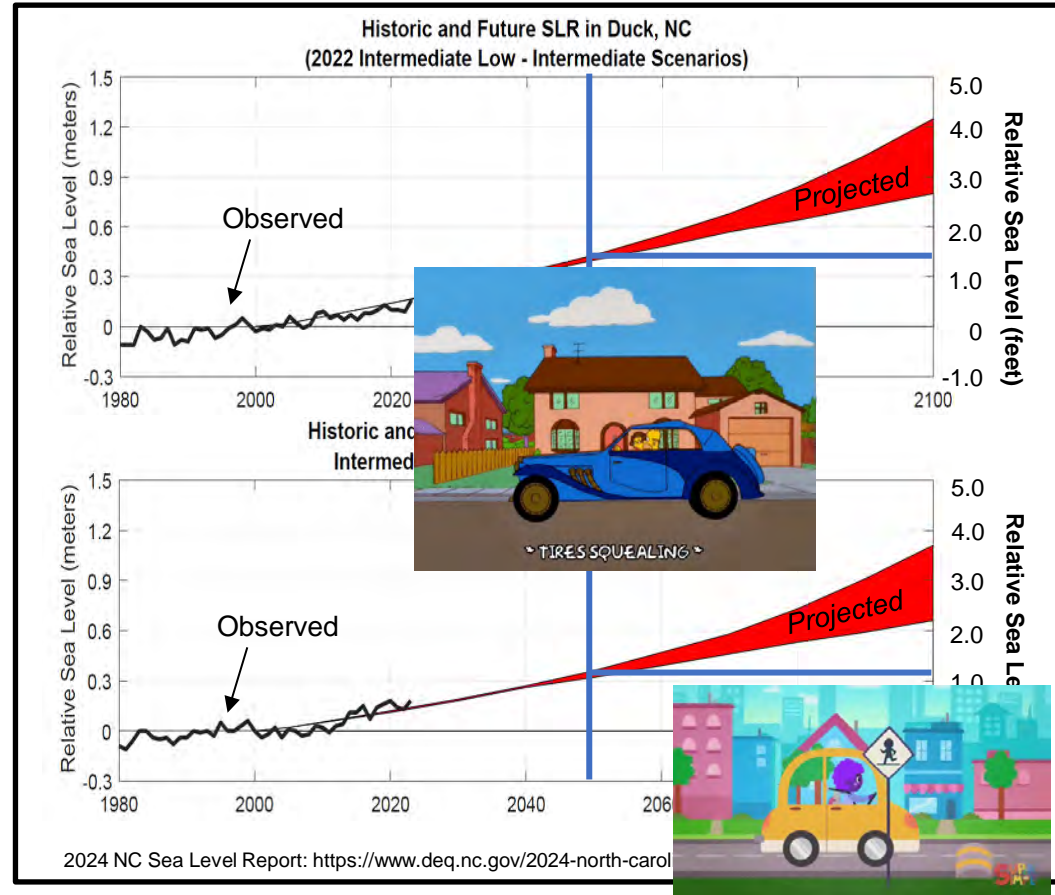 Historic and Future SLR in Duck, NC
(2022 Intermediate Low - Intermediate Scenarios)
1.5
1.2
0.9
0.6
0.3
0
-0.3
Relative Sea Level (meters)
5.0
4.0
3.0
2.0
1.0
0
-1.0
Relative Sea Level (feet)
Observed
Projected
1980
2000
2020
2100
Historic and
Intermed
* TIRES SQUEALING *
1.5
1.2
0.9
0.6
0.3
0
-0.3
Relative Sea Level (meters)
5.0
4.0
3.0
2.0
1.0
Relative Sea Le
Observed
Projected
1980
2000
2020
2040
2024 NC Sea Level Report: https://www.deq.nc.gov/2024-north-carol